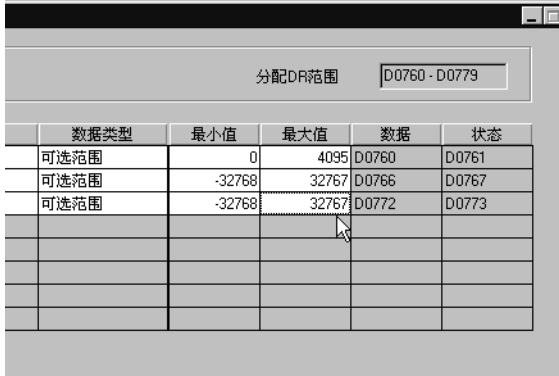 分配DR范围 D0760 - D0779
数据类型 最小值 最大值 数据 状态
可选范围 0 4095 D0760 D0761
可选范围 -32768 32767 D0766 D0767
可选范围 -32768 32767 D0772 D0773